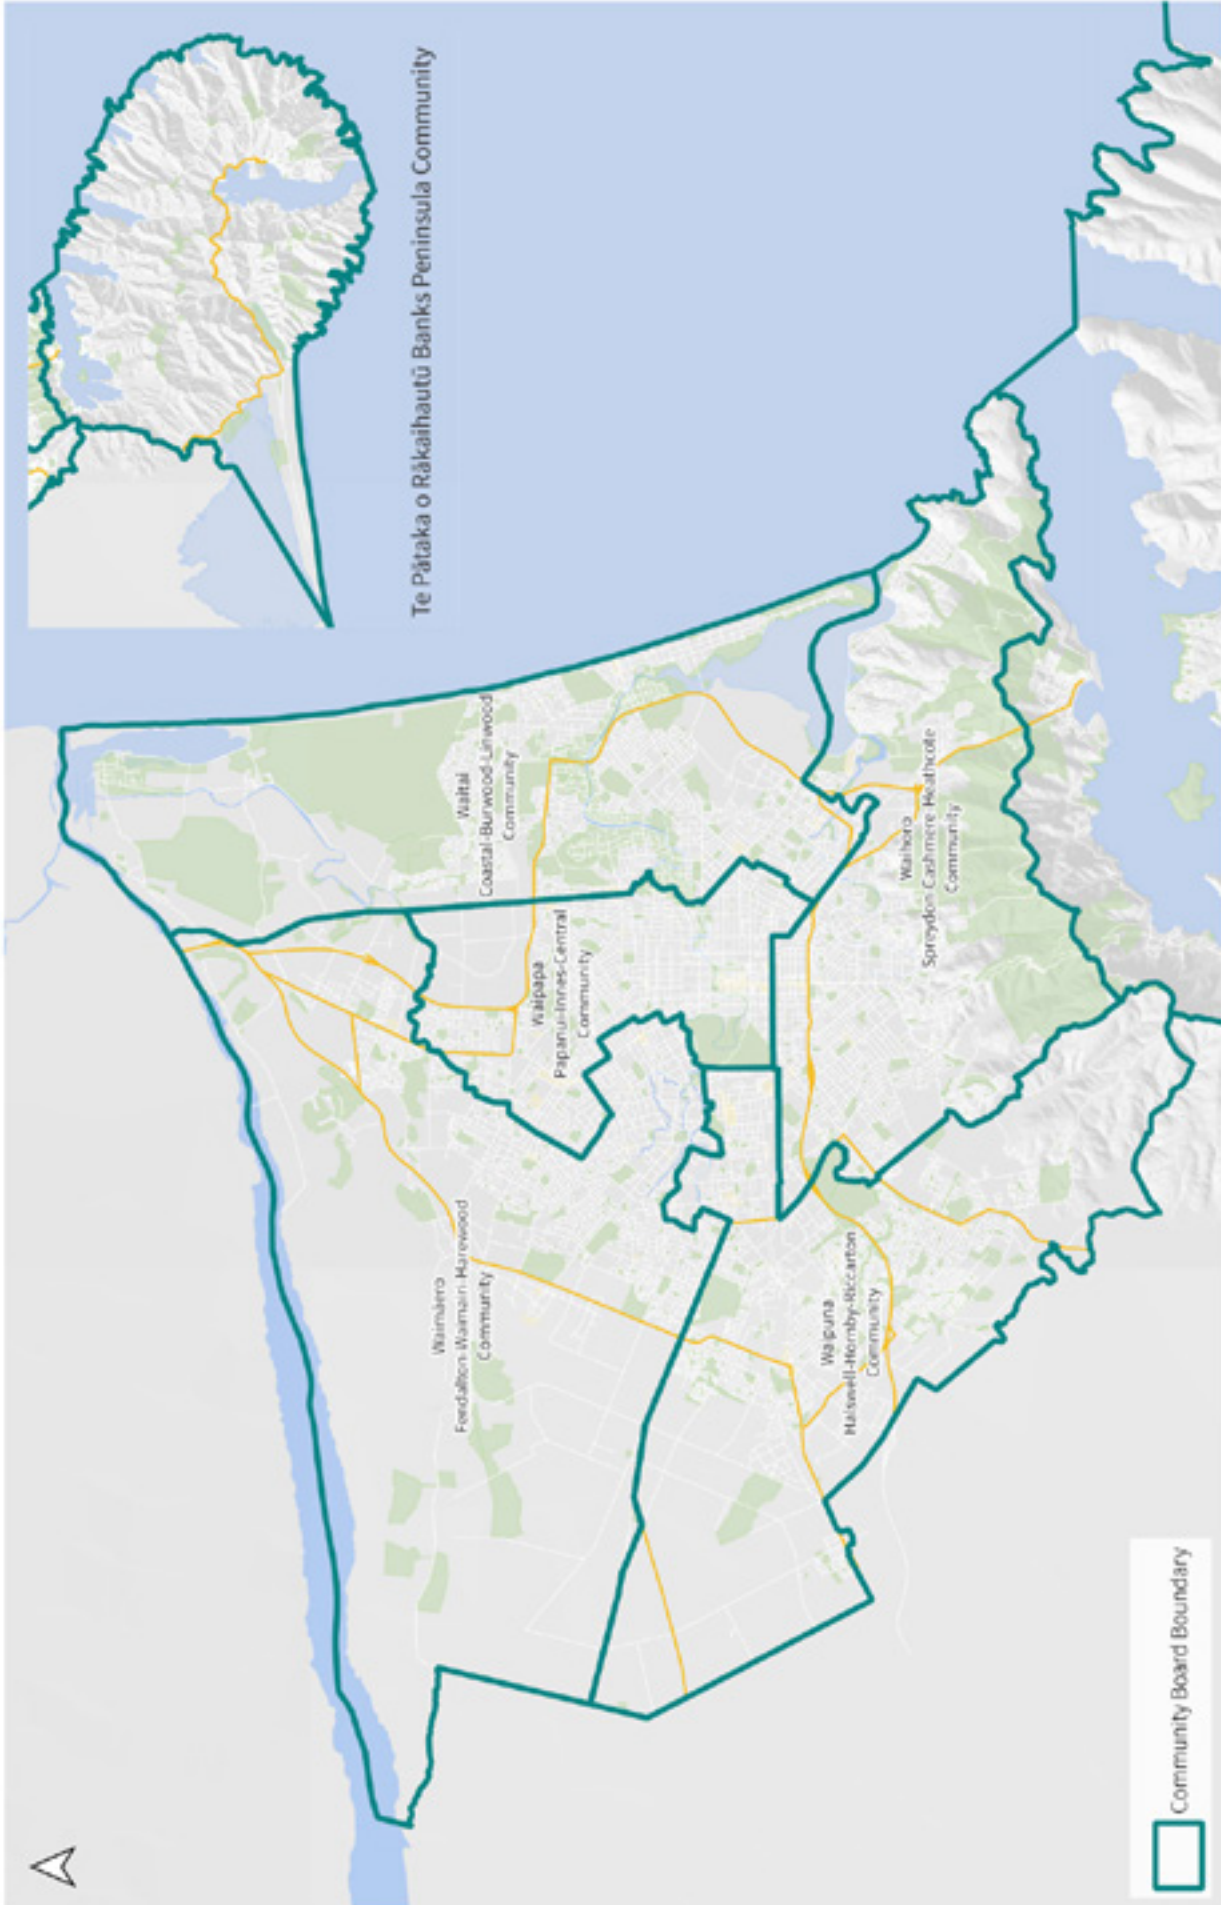 Te Pātaka o Rākaihautū Banks Peninsula Community
Waitai
Coastal-Burwood-Linwood
Community
Waipapa
Papanui-Innes-Central
Community
Waimāero
Fendalton-Waimairi-Harewood
Community
Waihoro
Spreydon-Cashmere-Heathcote
Community
Waipuna
Halswell-Hornby-Riccarton
Community
Community Board Boundary